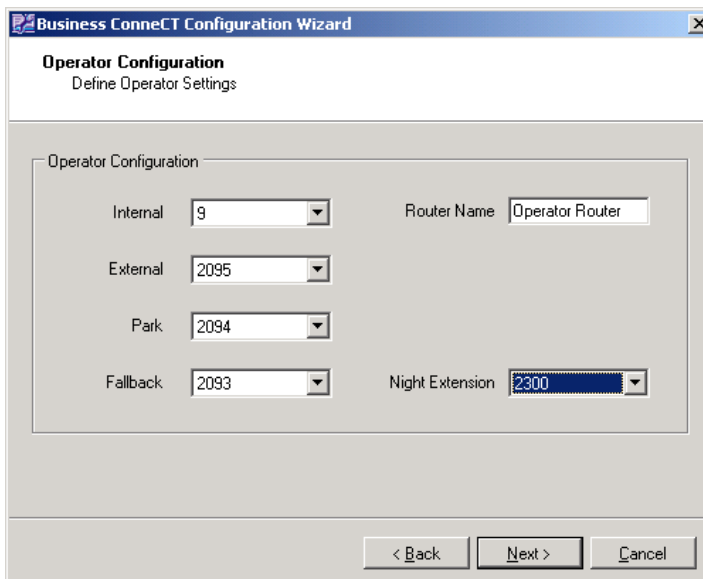 Business ConneCT Configuration Wizard
Operator Configuration
Define Operator Settings
Operator Configuration
Internal 9 Router Name Operator Router
External 2095
Park 2094
Fallback 2093 Night Extension 2300
< Back Next > Cancel